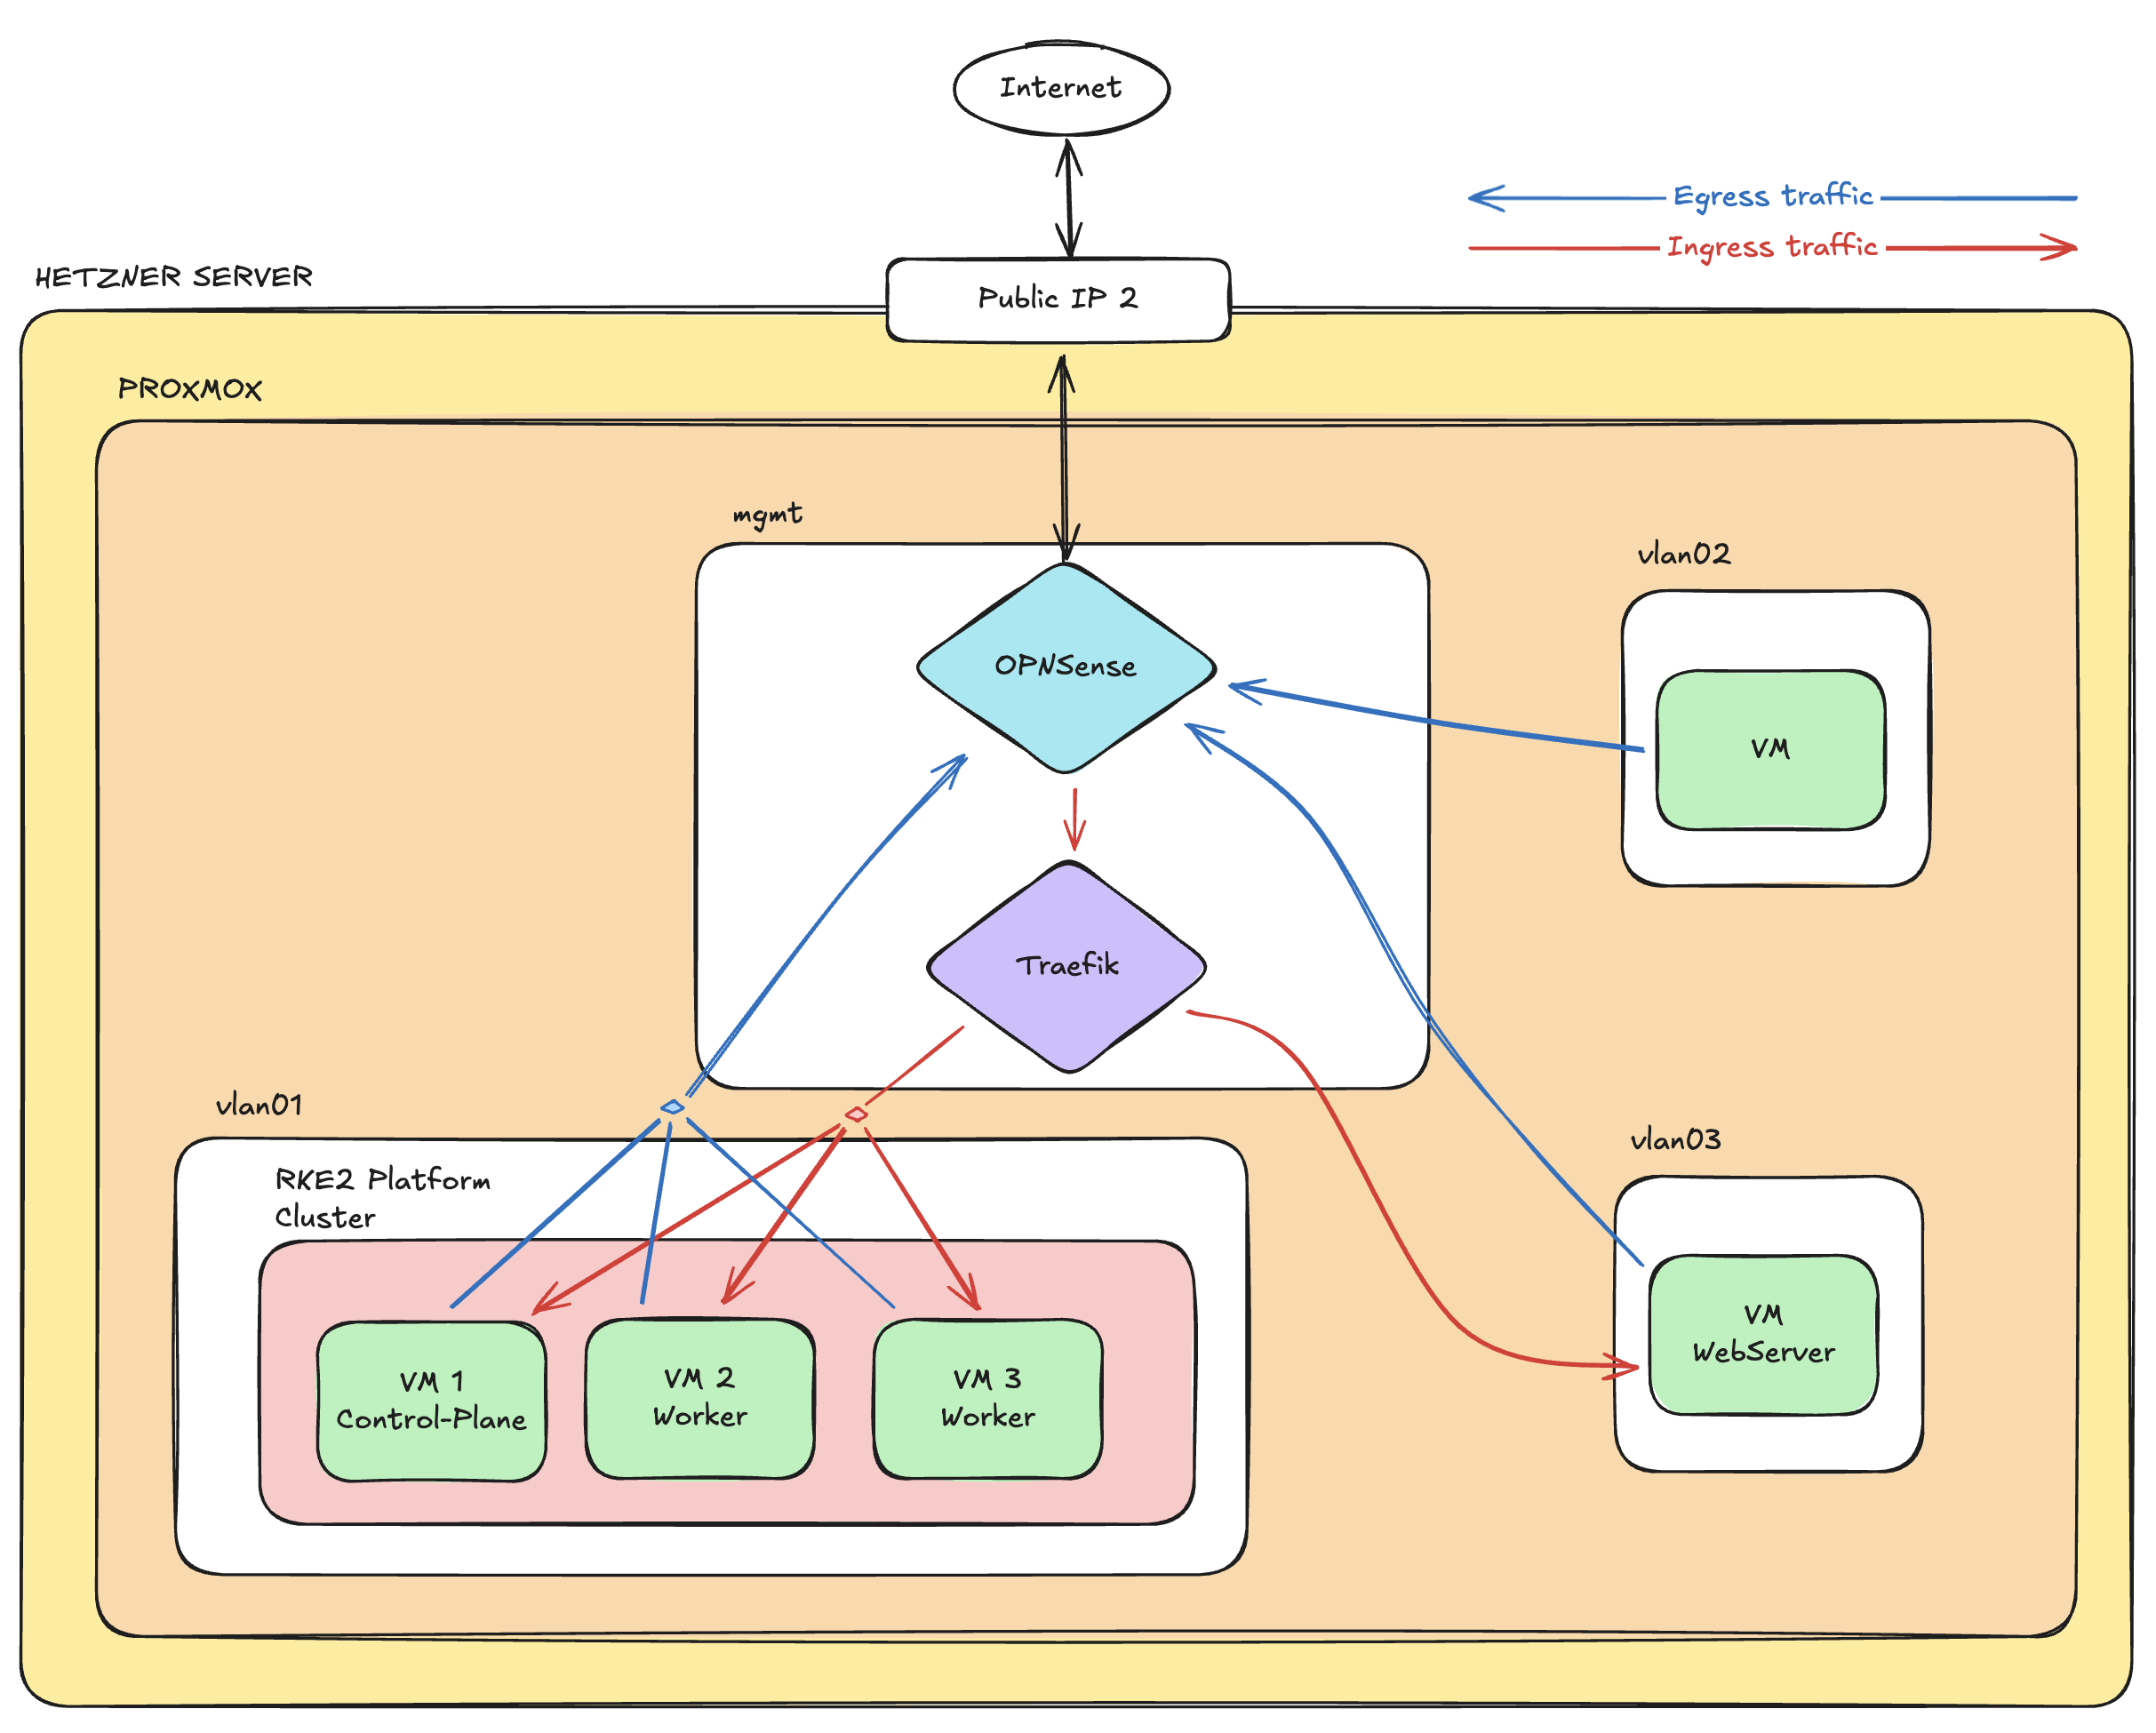 Internet
Egress traffic
Ingress traffic
HETZNER SERVER
Public IP 2
PROXMOX
mgmt
vlan02
OPNSense
VM
Traefik
vlan01
vlan03
RKE2 Platform
Cluster
VM 1
Control-Plane
VM 2
Worker
VM 3
Worker
VM
WebServer